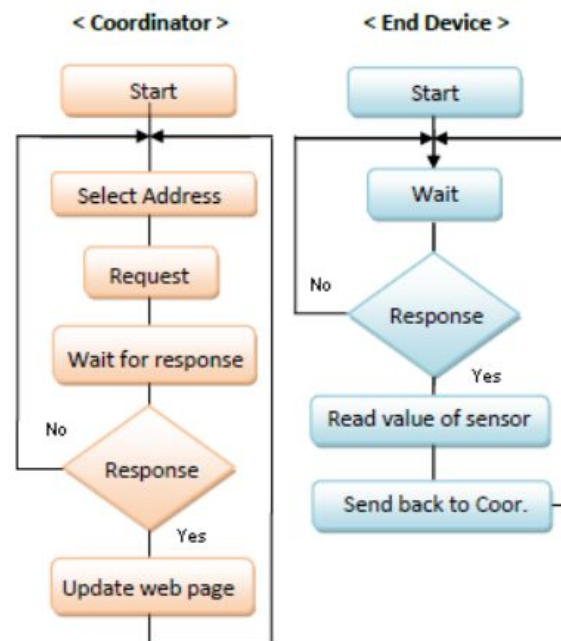 < Coordinator >
Start
Select Address
Request
Wait for response
No
Response
Yes
Update web page
< End Device >
Start
Wait
No
Response
Yes
Read value of sensor
Send back to Coor.